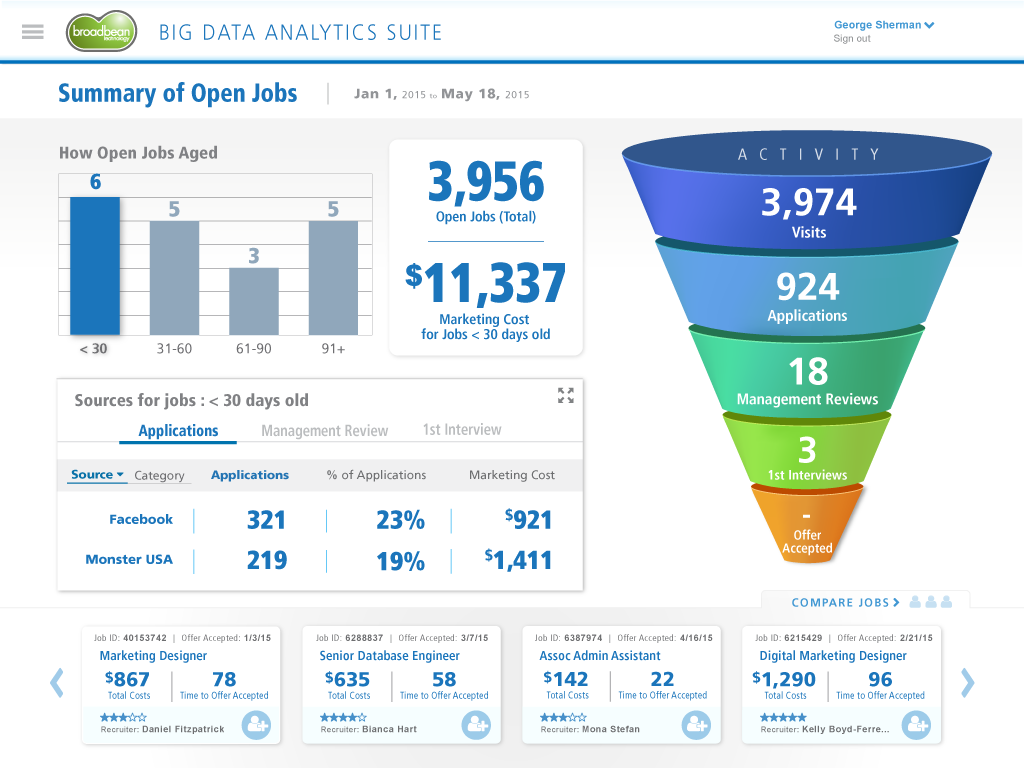 broadbean
technology
BIG DATA ANALYTICS SUITE
George Sherman
Sign out
Summary of Open Jobs
Jan 1, 2015 to May 18, 2015
How Open Jobs Aged
6
5
3
5
< 30
31-60
61-90
91+
3,956
Open Jobs (Total)
$11,337
Marketing Cost
for Jobs < 30 days old
ACTIVITY
3,974
Visits
924
Applications
18
Management Reviews
3
1st Interviews
-
Offer
Accepted
Sources for jobs : < 30 days old
Applications Management Review 1st Interview
Source Category Applications % of Applications Marketing Cost
Facebook 321 23% $921
Monster USA 219 19% $1,411
COMPARE JOBS
Job ID: 40153742 | Offer Accepted: 1/3/15
Marketing Designer
$867 78
Total Costs Time to Offer Accepted
Recruiter: Daniel Fitzpatrick
Job ID: 6288837 | Offer Accepted: 3/7/15
Senior Database Engineer
$635 58
Total Costs Time to Offer Accepted
Recruiter: Bianca Hart
Job ID: 6387974 | Offer Accepted: 4/16/15
Assoc Admin Assistant
$142 22
Total Costs Time to Offer Accepted
Recruiter: Mona Stefan
Job ID: 6215429 | Offer Accepted: 2/21/15
Digital Marketing Designer
$1,290 96
Total Costs Time to Offer Accepted
Recruiter: Kelly Boyd-Ferre...